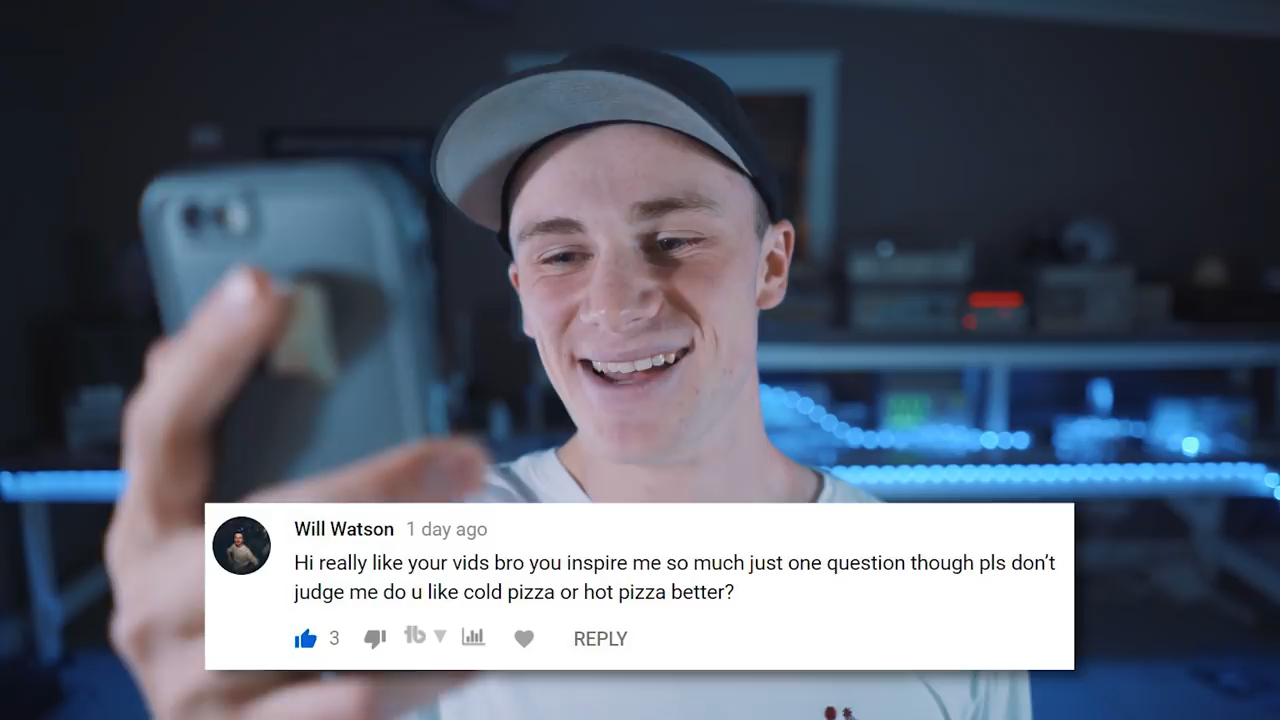 Will Watson 1 day ago
Hi really like your vids bro you inspire me so much just one question though pls don’t
judge me do u like cold pizza or hot pizza better?
3 REPLY